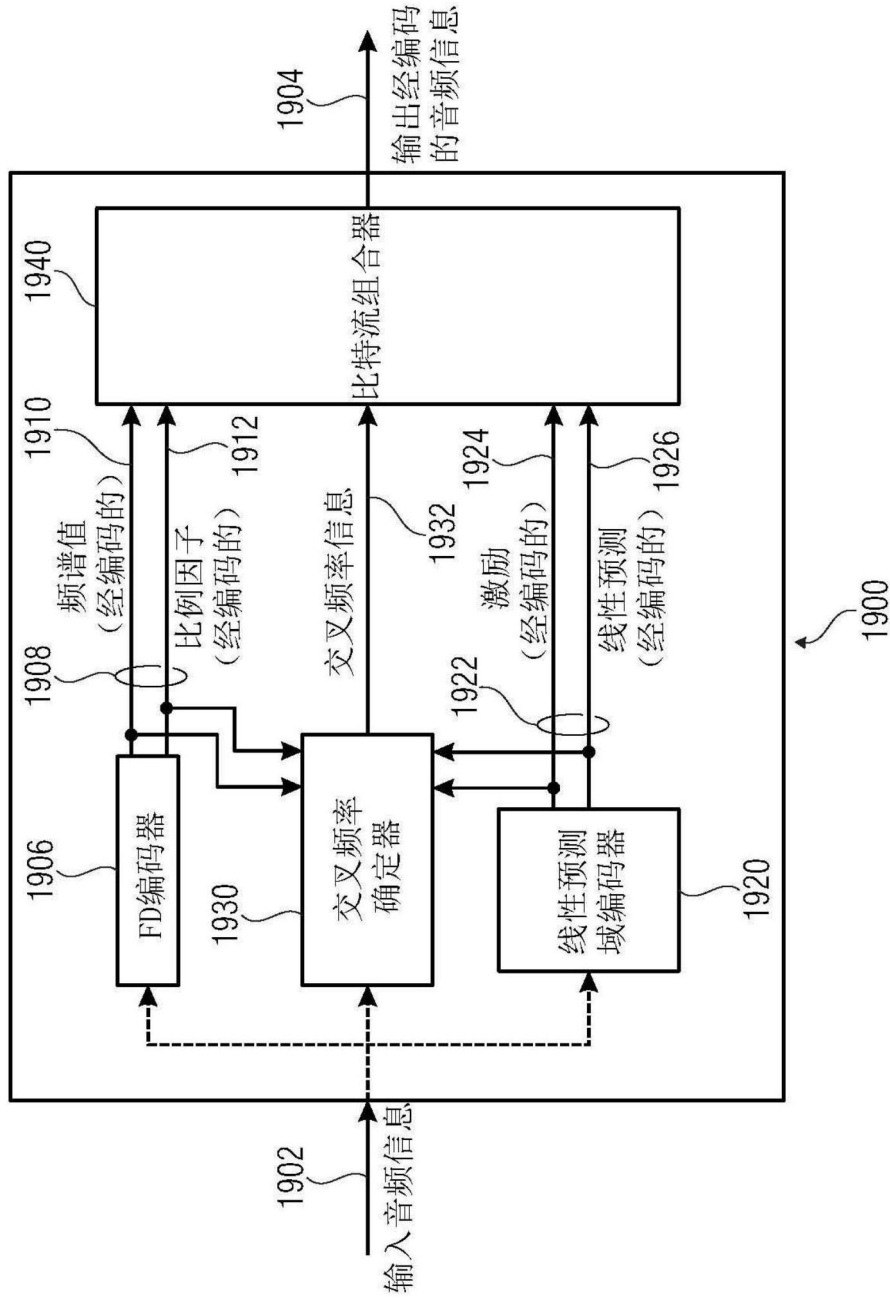 1902
输入音频信息
1906
FD编码器
1908
频谱值
（经编码的）
1910
比例因子
（经编码的）
1912
1930
交叉频率
确定器
交叉频率信息
1932
1920
线性预测
域编码器
1922
激励
（经编码的）
1924
线性预测
（经编码的）
1926
1940
比特流组合器
1904
输出经编码
的音频信息
1900